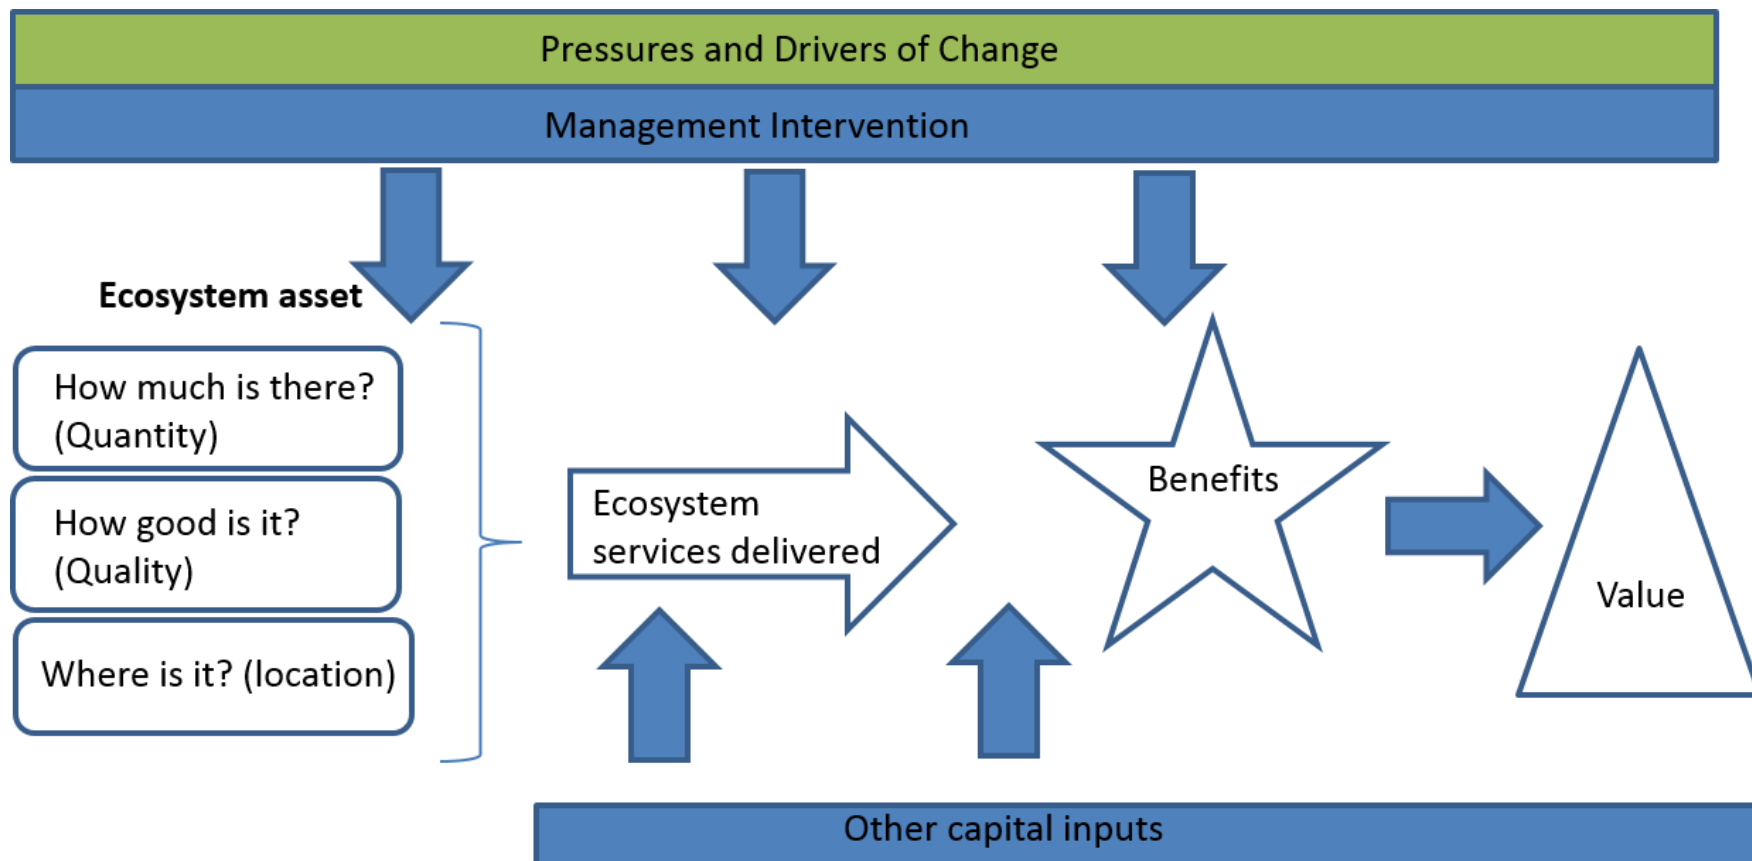 Pressures and Drivers of Change
Management Intervention
Ecosystem asset
How much is there?
(Quantity)
How good is it?
(Quality)
Where is it? (location)
Ecosystem
services delivered
Benefits
Value
Other capital inputs